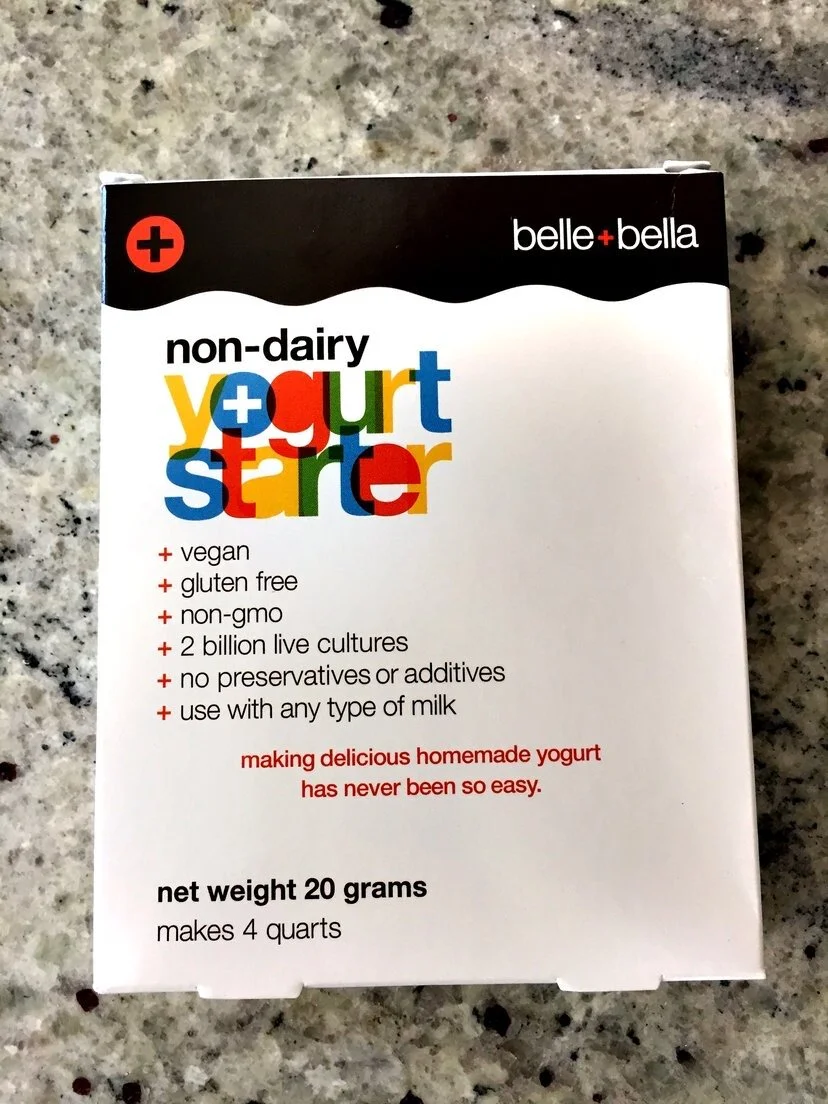 belle+bella
non-dairy
yogurt
starter
+ vegan
+ gluten free
+ non-gmo
+ 2 billion live cultures
+ no preservatives or additives
+ use with any type of milk
making delicious homemade yogurt
has never been so easy.
net weight 20 grams
makes 4 quarts